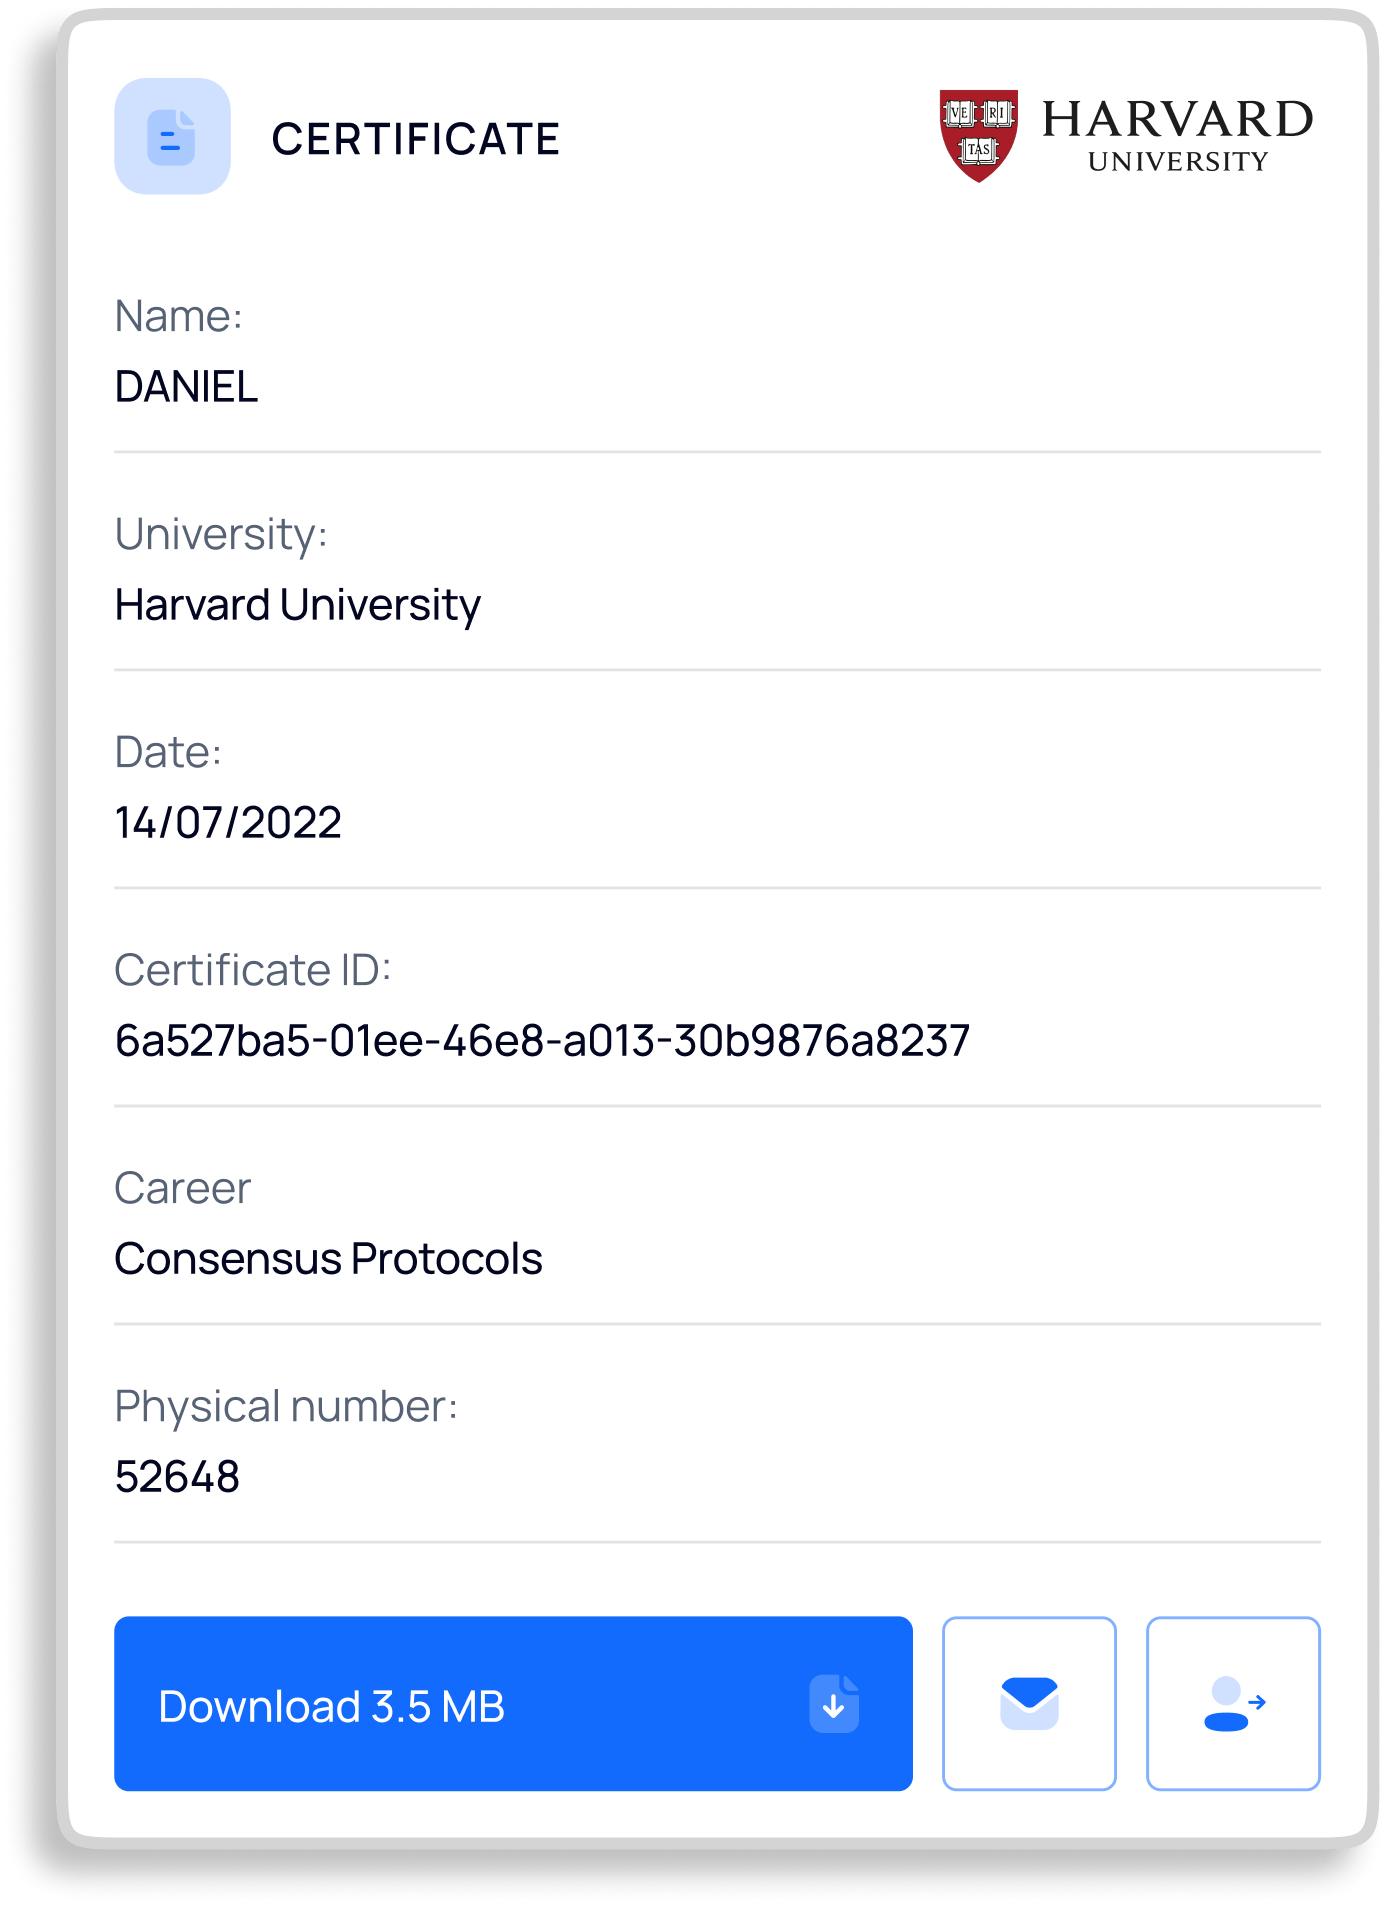 CERTIFICATE
VE RI
TAS
HARVARD
UNIVERSITY
Name:
DANIEL
University:
Harvard University
Date:
14/07/2022
Certificate ID:
6a527ba5-01ee-46e8-a013-30b9876a8237
Career
Consensus Protocols
Physical number:
52648
Download 3.5 MB